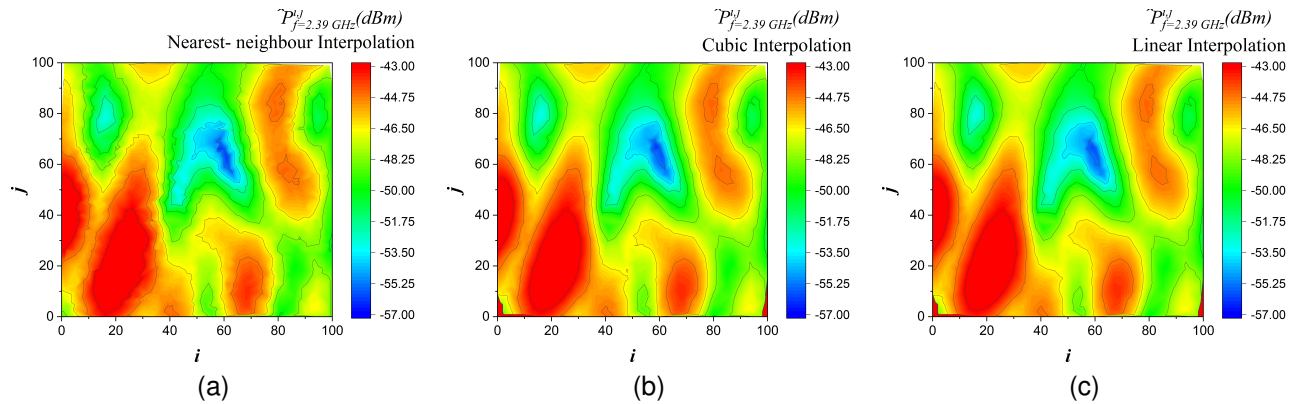 ˆP^{i,j}_{f=2.39 GHz}(dBm)
Nearest- neighbour Interpolation
100
80
60
40
20
0
j
0 20 40 60 80 100
i
-43.00
-44.75
-46.50
-48.25
-50.00
-51.75
-53.50
-55.25
-57.00
(a)
ˆP^{i,j}_{f=2.39 GHz}(dBm)
Cubic Interpolation
100
80
60
40
20
0
j
0 20 40 60 80 100
i
-43.00
-44.75
-46.50
-48.25
-50.00
-51.75
-53.50
-55.25
-57.00
(b)
ˆP^{i,j}_{f=2.39 GHz}(dBm)
Linear Interpolation
100
80
60
40
20
0
j
0 20 40 60 80 100
i
-43.00
-44.75
-46.50
-48.25
-50.00
-51.75
-53.50
-55.25
-57.00
(c)